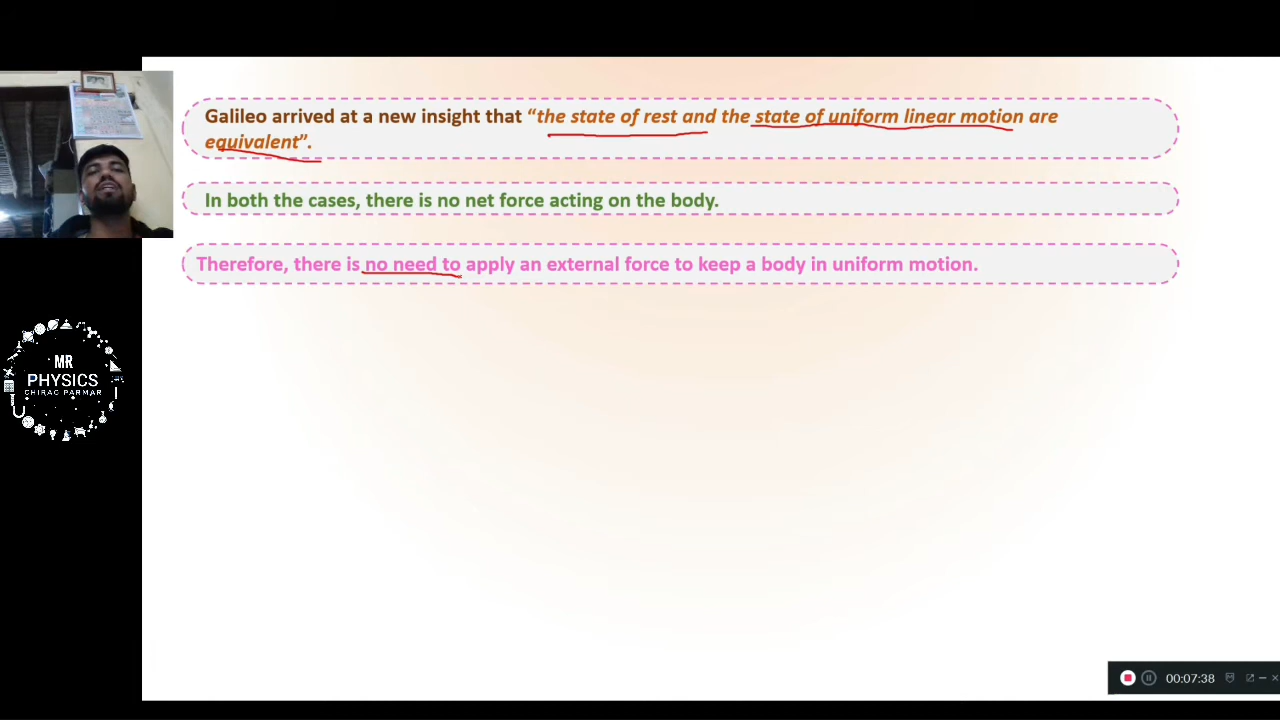 Galileo arrived at a new insight that “the state of rest and the state of uniform linear motion are
equivalent”.
In both the cases, there is no net force acting on the body.
Therefore, there is no need to apply an external force to keep a body in uniform motion.
MR
PHYSICS
CHIRAG PARMAR
00:07:38